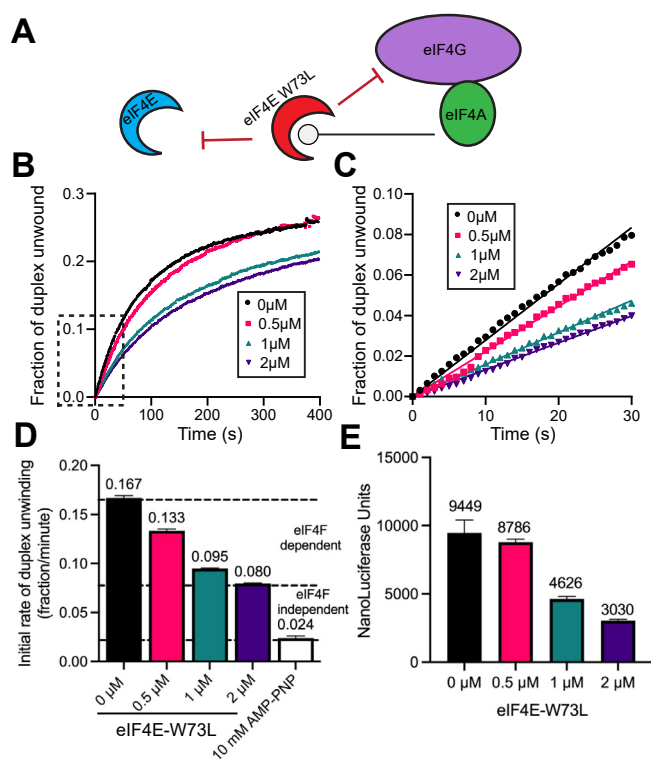 A
eIF4G
eIF4E
eIF4E W73L
eIF4A
B
Fraction of duplex unwound
0.3
0.2
0.1
0.0
0
100
200
300
400
Time (s)
0μM
0.5μM
1μM
2μM
C
Fraction of duplex unwound
0.10
0.08
0.06
0.04
0.02
0.00
0
10
20
30
Time (s)
0μM
0.5μM
1μM
2μM
D
Initial rate of duplex unwinding
(fraction/minute)
0.20
0.15
0.10
0.05
0.00
0.167
0.133
0.095
0.080
0.024
eIF4F
dependent
eIF4F
independent
0 μM
0.5 μM
1 μM
2 μM
10 mM AMP-PNP
eIF4E-W73L
E
NanoLuciferase Units
15000
10000
5000
0
9449
8786
4626
3030
0 μM
0.5 μM
1 μM
2 μM
eIF4E-W73L